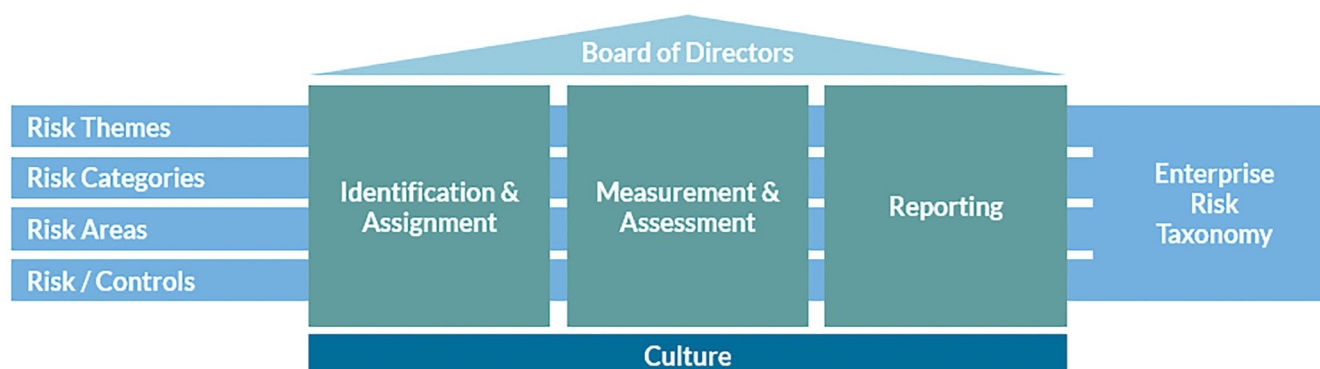 Board of Directors
Risk Themes
Risk Categories
Risk Areas
Risk / Controls
Identification &
Assignment
Measurement &
Assessment
Reporting
Enterprise
Risk
Taxonomy
Culture